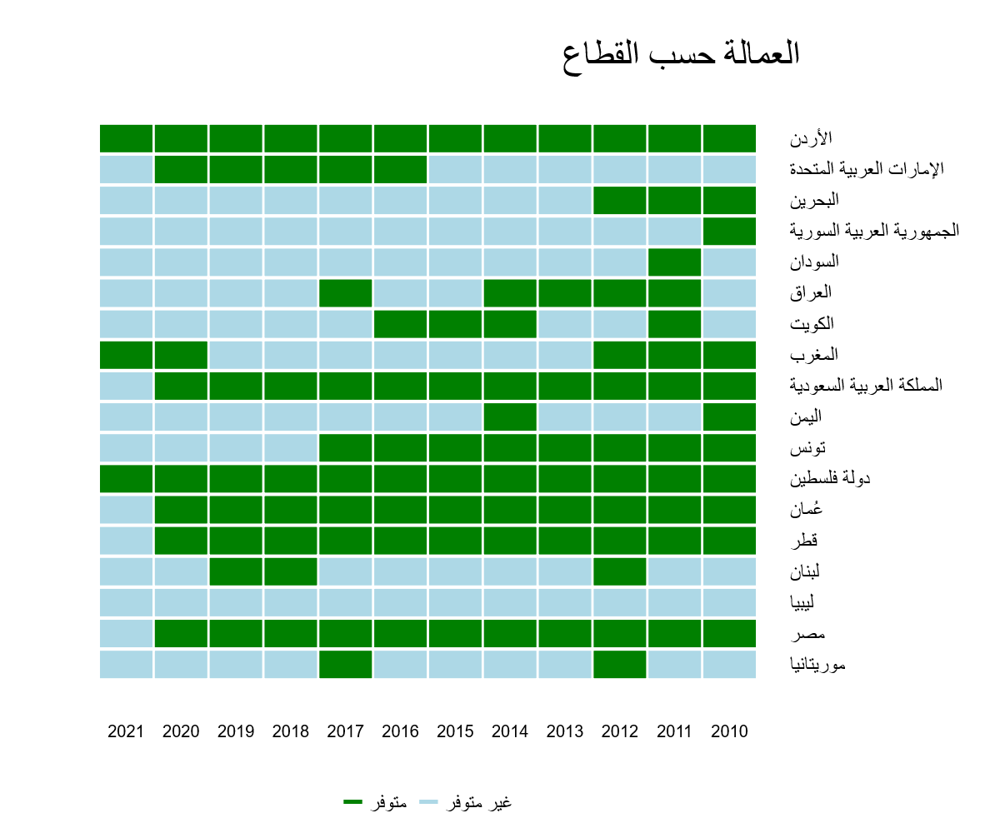 العمالة حسب القطاع
الأردن
الإمارات العربية المتحدة
البحرين
الجمهورية العربية السورية
السودان
العراق
الكويت
المغرب
المملكة العربية السعودية
اليمن
تونس
دولة فلسطين
عُمان
قطر
لبنان
ليبيا
مصر
موريتانيا
2021 2020 2019 2018 2017 2016 2015 2014 2013 2012 2011 2010
متوفر غير متوفر